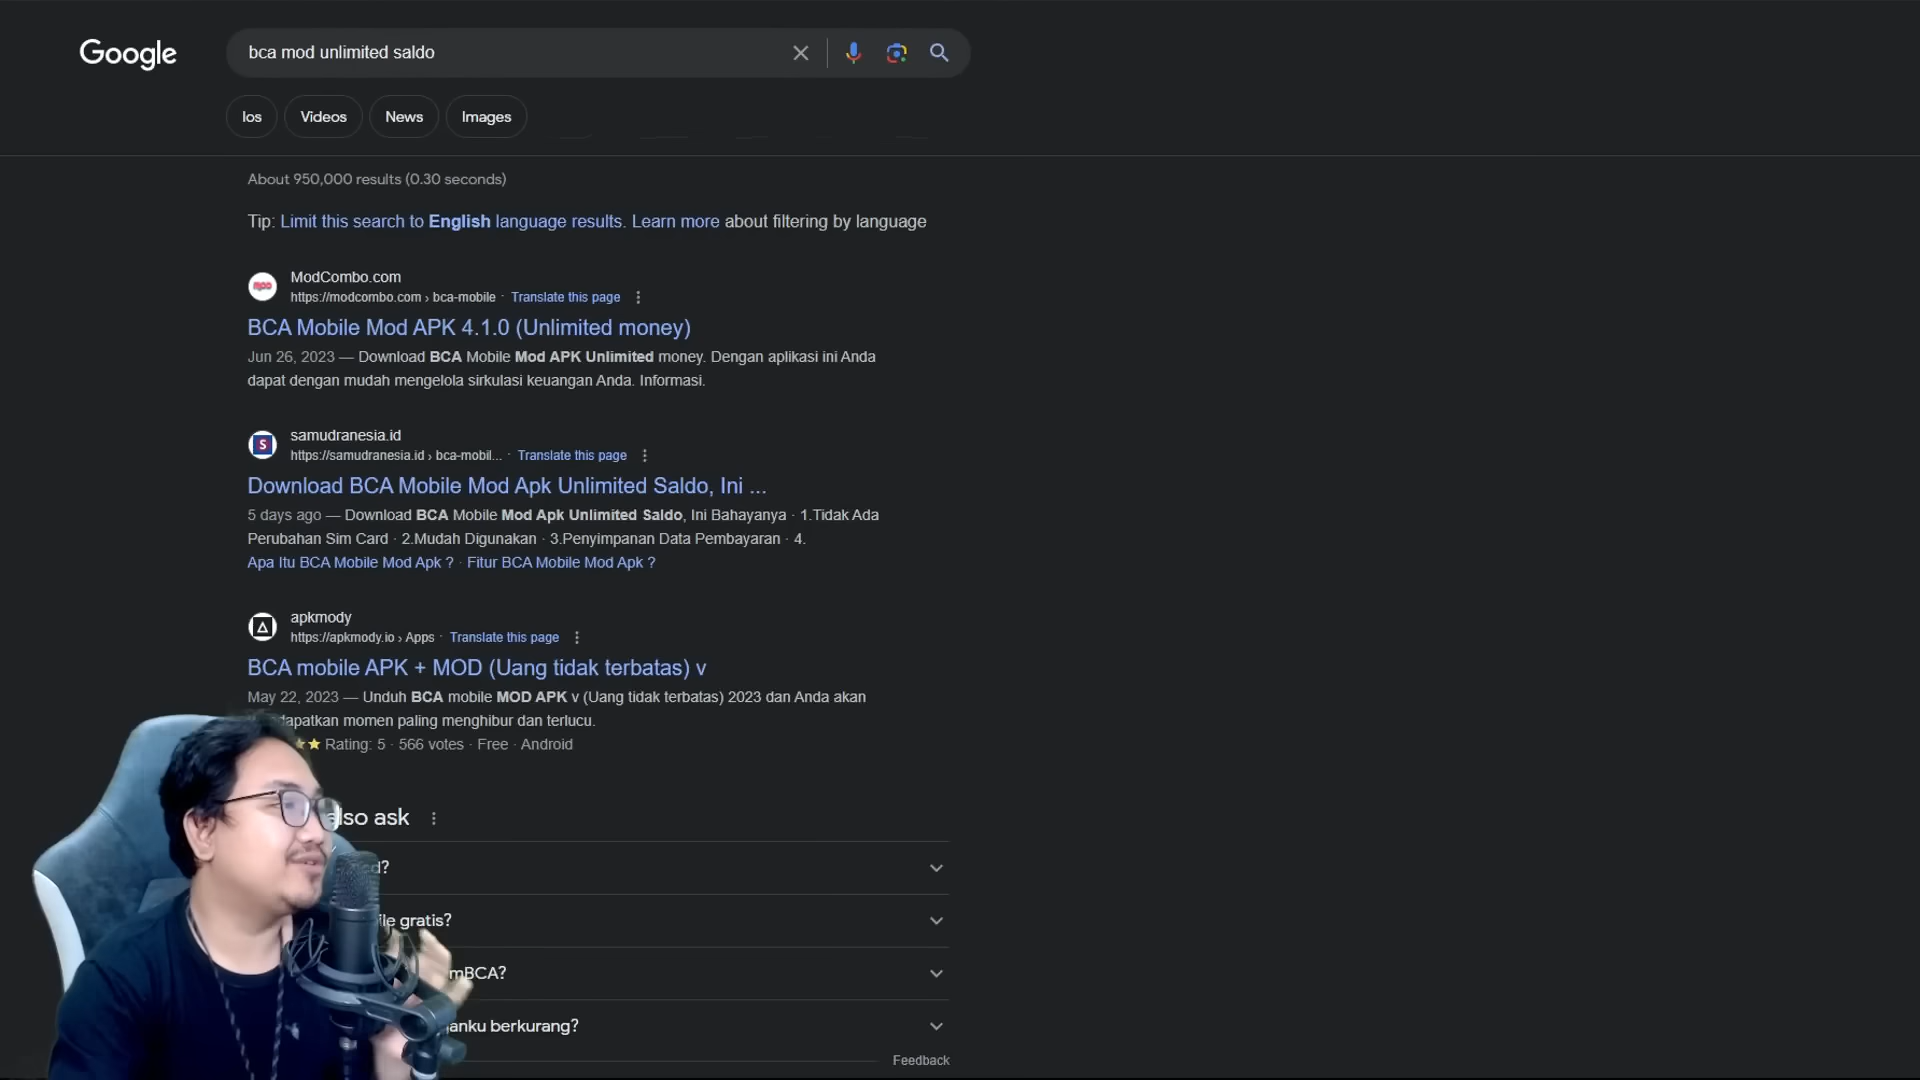 Google
bca mod unlimited saldo
Ios
Videos
News
Images
About 950,000 results (0.30 seconds)
Tip: Limit this search to English language results. Learn more about filtering by language
ModCombo.com
https://modcombo.com › bca-mobile · Translate this page
BCA Mobile Mod APK 4.1.0 (Unlimited money)
Jun 26, 2023 — Download BCA Mobile Mod APK Unlimited money. Dengan aplikasi ini Anda
dapat dengan mudah mengelola sirkulasi keuangan Anda. Informasi.
S
samudranesia.id
https://samudranesia.id › bca-mobil... · Translate this page
Download BCA Mobile Mod Apk Unlimited Saldo, Ini ...
5 days ago — Download BCA Mobile Mod Apk Unlimited Saldo, Ini Bahayanya · 1.Tidak Ada
Perubahan Sim Card · 2.Mudah Digunakan · 3.Penyimpanan Data Pembayaran · 4.
Apa Itu BCA Mobile Mod Apk ? · Fitur BCA Mobile Mod Apk ?
apkmody
https://apkmody.io › Apps · Translate this page
BCA mobile APK + MOD (Uang tidak terbatas) v
May 22, 2023 — Unduh BCA mobile MOD APK v (Uang tidak terbatas) 2023 dan Anda akan
momen paling menghibur dan terlucu.
Rating: 5 · 566 votes · Free · Android
ask
gratis?
mBCA?
berkurang?
Feedback